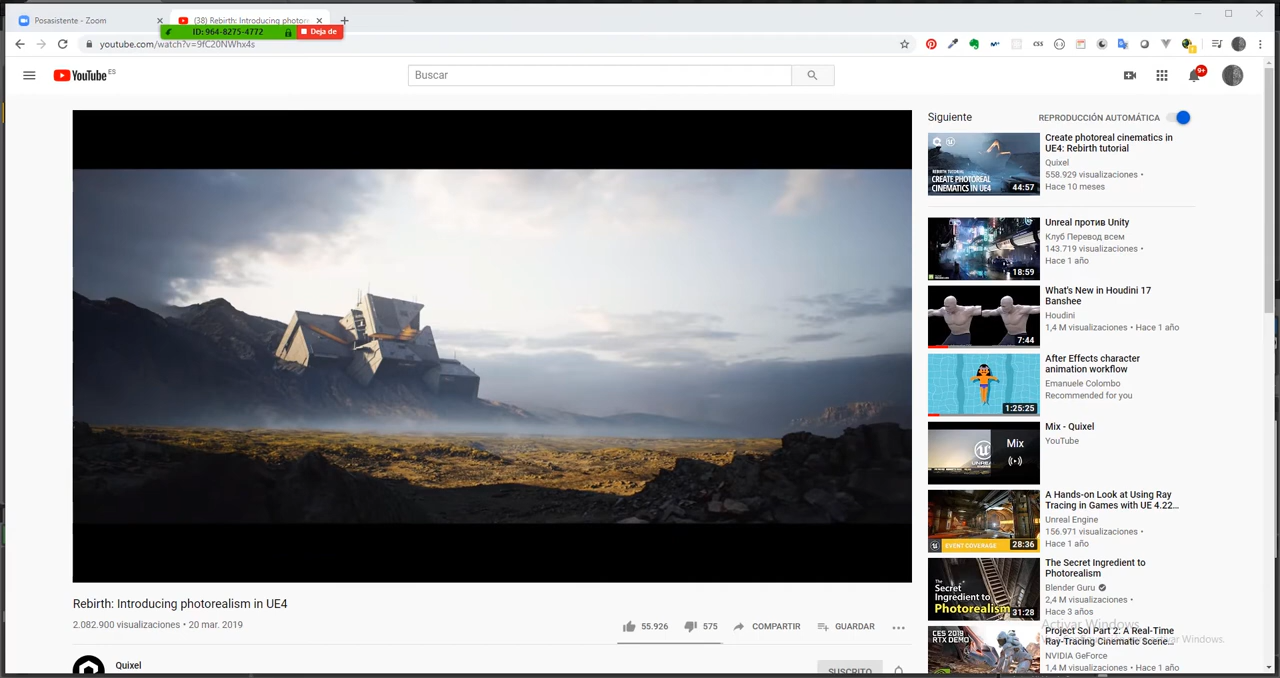 Posasistente - Zoom
(38) Rebirth: Introducing photor
ID: 964-8275-4772
Deja de
youtube.com/watch?v=9fC20NWhx4s
YouTube ES
Buscar
9+
Siguiente
REPRODUCCIÓN AUTOMÁTICA
REBIRTH TUTORIAL
CREATE PHOTOREAL
CINEMATICS IN UE4
44:57
Create photoreal cinematics in
UE4: Rebirth tutorial
Quixel
558.929 visualizaciones •
Hace 10 meses
18:59
Unreal против Unity
Клуб Перевод всем
143.719 visualizaciones •
Hace 1 año
7:44
What's New in Houdini 17
Banshee
Houdini
1,4 M visualizaciones • Hace 1 año
1:25:25
After Effects character
animation workflow
Emanuele Colombo
Recommended for you
Mix
Mix - Quixel
YouTube
EVENT COVERAGE
28:36
A Hands-on Look at Using Ray
Tracing in Games with UE 4.22...
Unreal Engine
156.971 visualizaciones •
Hace 1 año
The
Secret
Ingredient to
Photorealism
31:28
The Secret Ingredient to
Photorealism
Blender Guru
2,4 M visualizaciones •
Hace 3 años
CES 2019
RTX DEMO
Project Sol Part 2: A Real-Time
Ray-Tracing Cinematic Scene...
NVIDIA GeForce
1,4 M visualizaciones • Hace 1 año
Activar Windows
Windows.
Rebirth: Introducing photorealism in UE4
2.082.900 visualizaciones • 20 mar. 2019
55.926
575
COMPARTIR
GUARDAR
Quixel
SUSCRITO